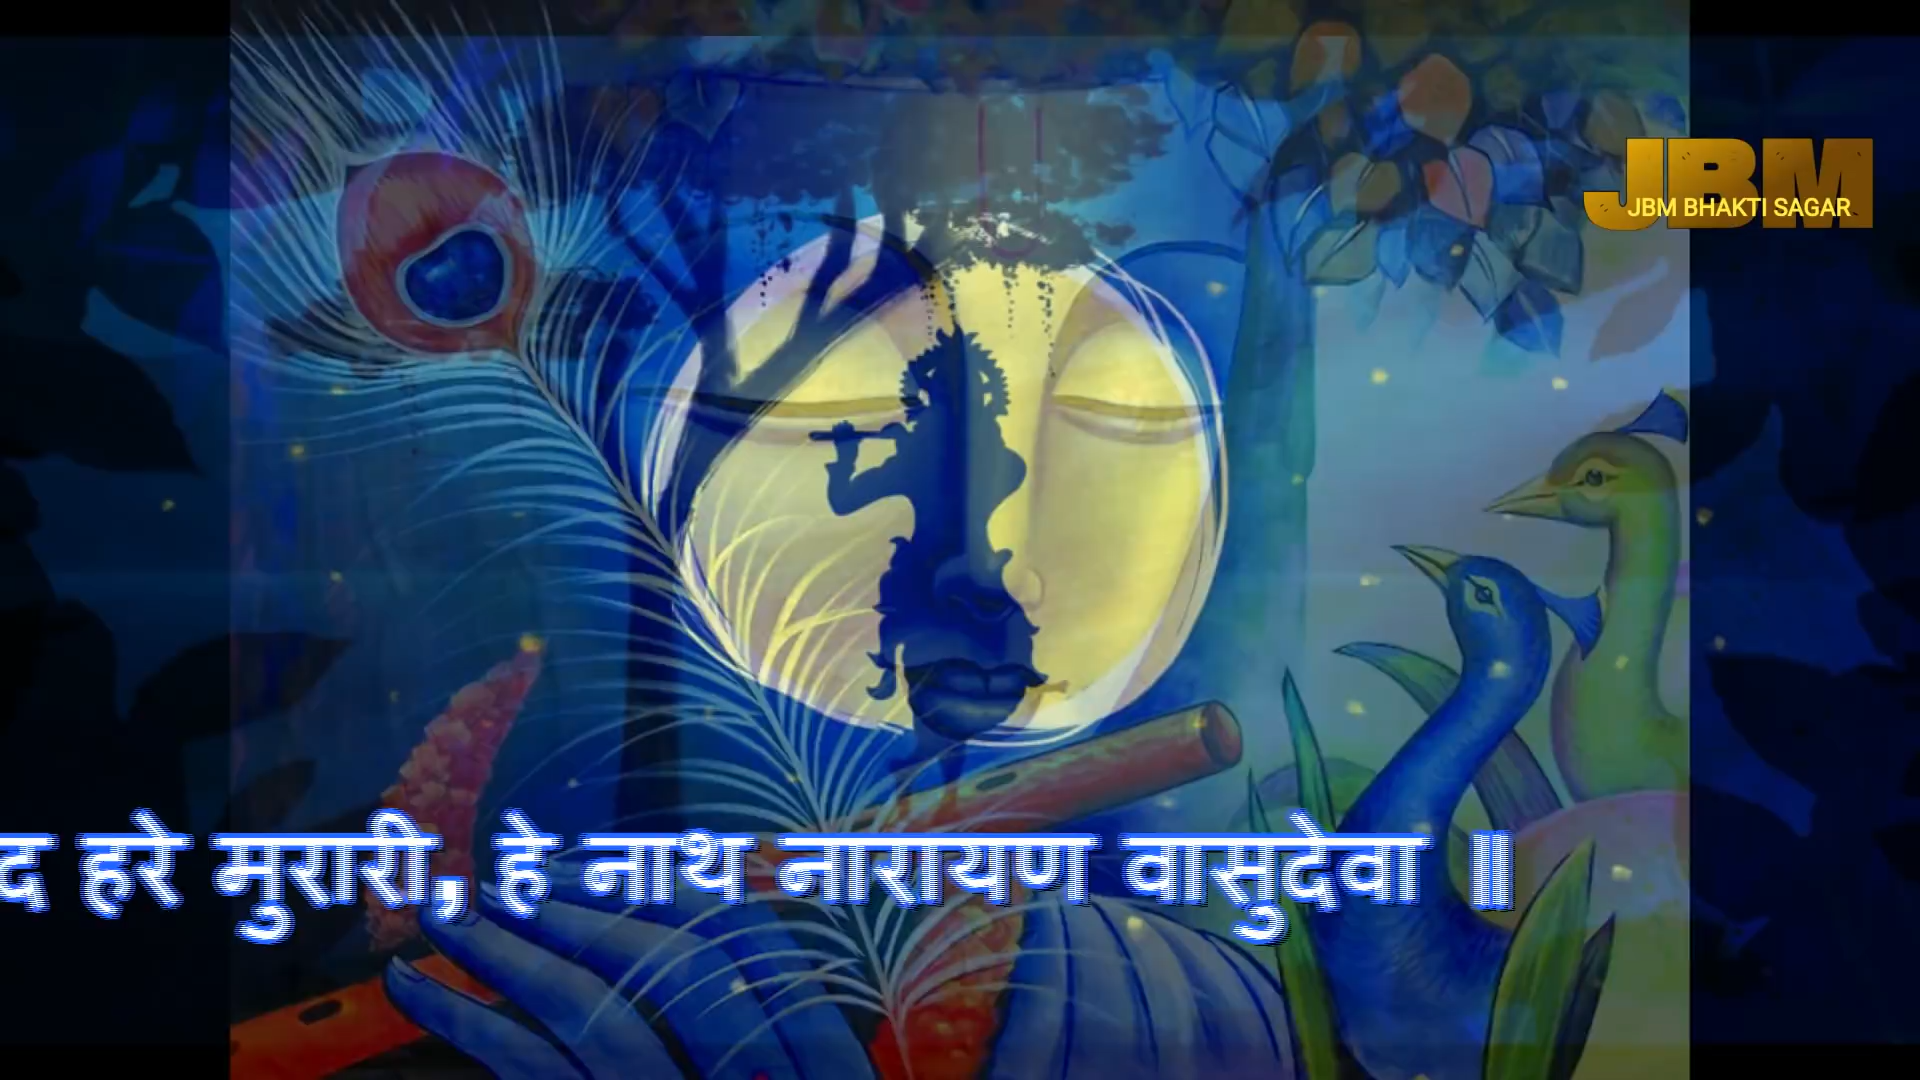 JBM
JBM BHAKTI SAGAR
हरे मुरारी, हे नाथ नारायण वासुदेवा ॥